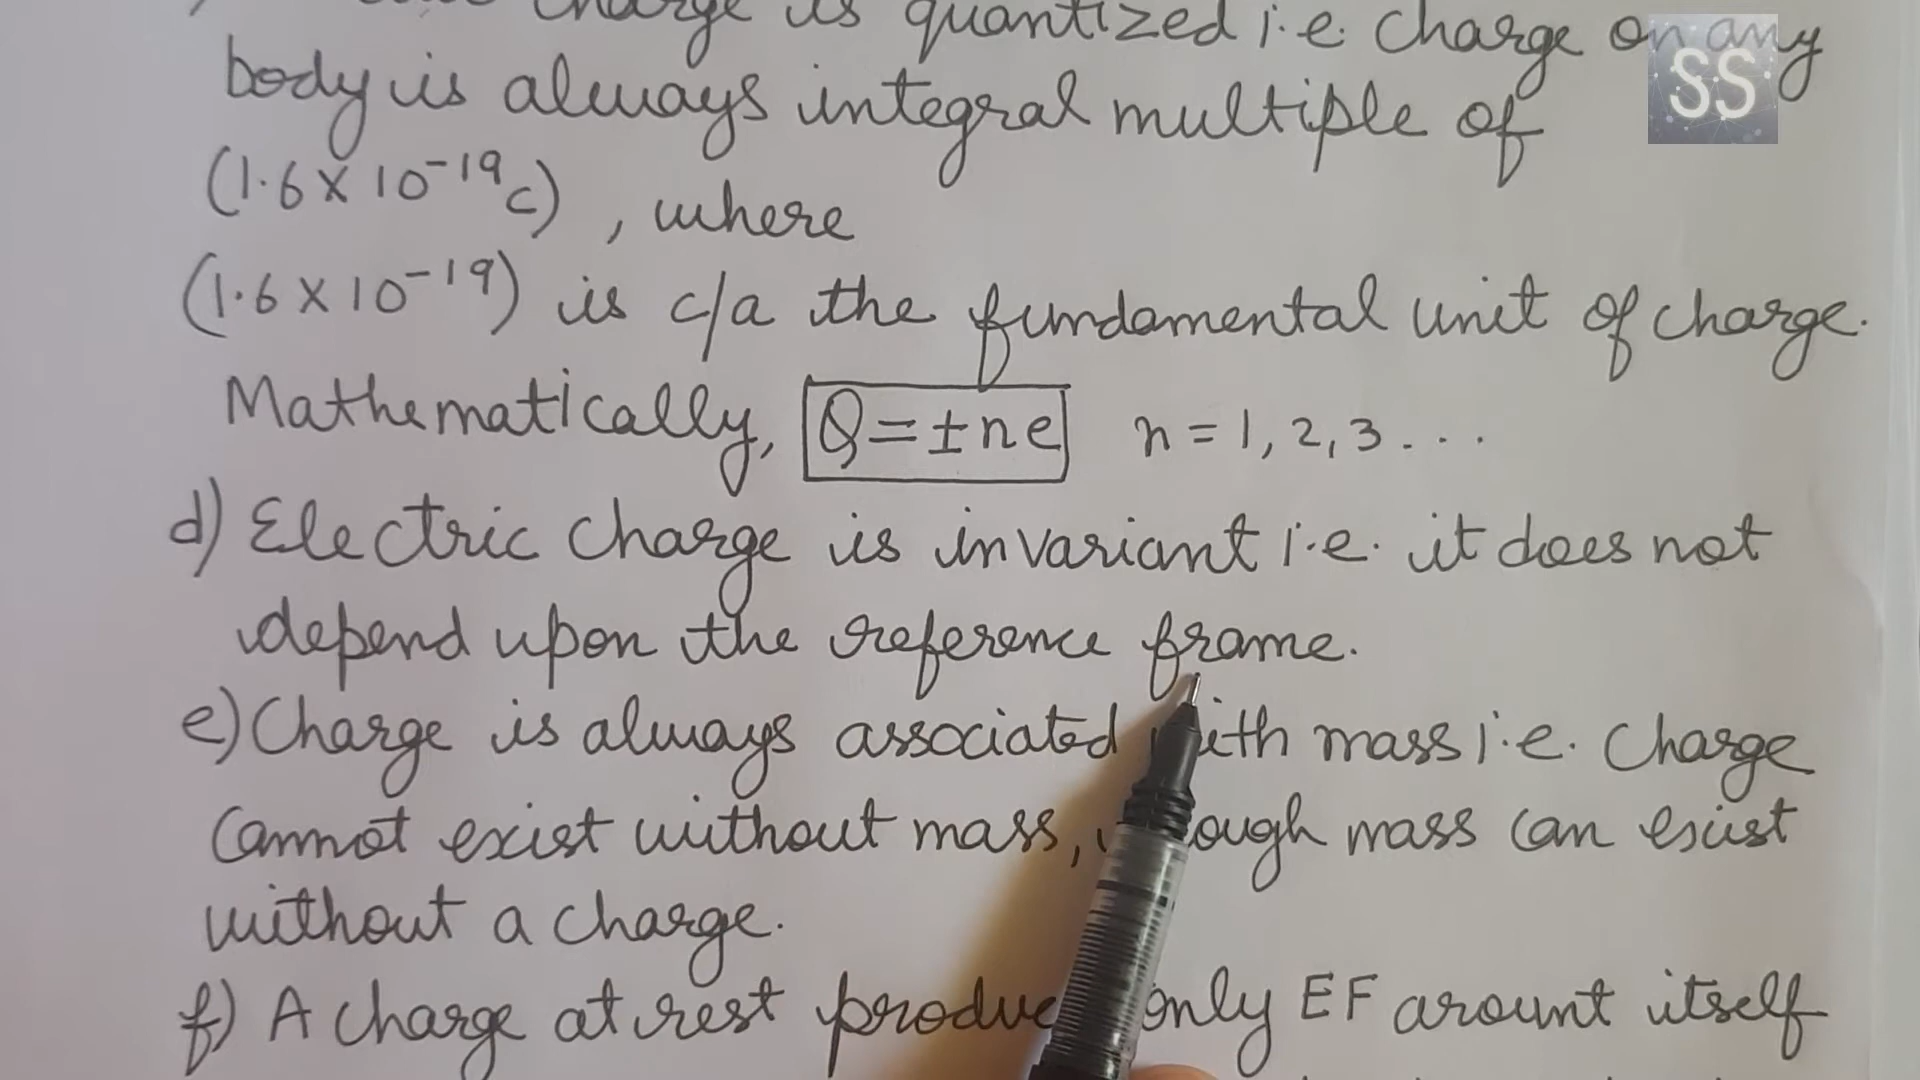 charge is quantized i.e. charge on any
body is always integral multiple of
(1.6 X 10⁻¹⁹ C), where
(1.6 X 10⁻¹⁹) is c/a the fundamental unit of charge.
Mathematically, Q = ± n e n = 1, 2, 3 . . .
d) Electric charge is invariant i.e. it does not
depend upon the reference frame.
e) Charge is always associated with mass i.e. charge
cannot exist without mass, though mass can exist
without a charge.
f) A charge at rest only EF arount itself
SS